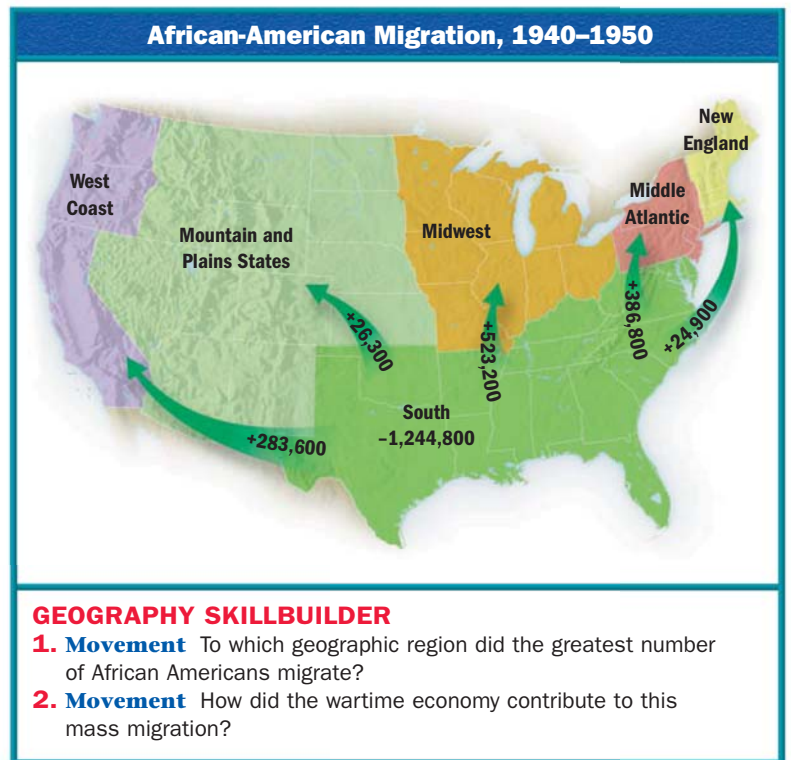 African-American Migration, 1940–1950
New
England
West
Coast
Middle
Atlantic
Mountain and
Plains States
Midwest
+26,300
+523,200
+386,800
+24,900
South
–1,244,800
+283,600
GEOGRAPHY SKILLBUILDER
1. Movement To which geographic region did the greatest number
of African Americans migrate?
2. Movement How did the wartime economy contribute to this
mass migration?